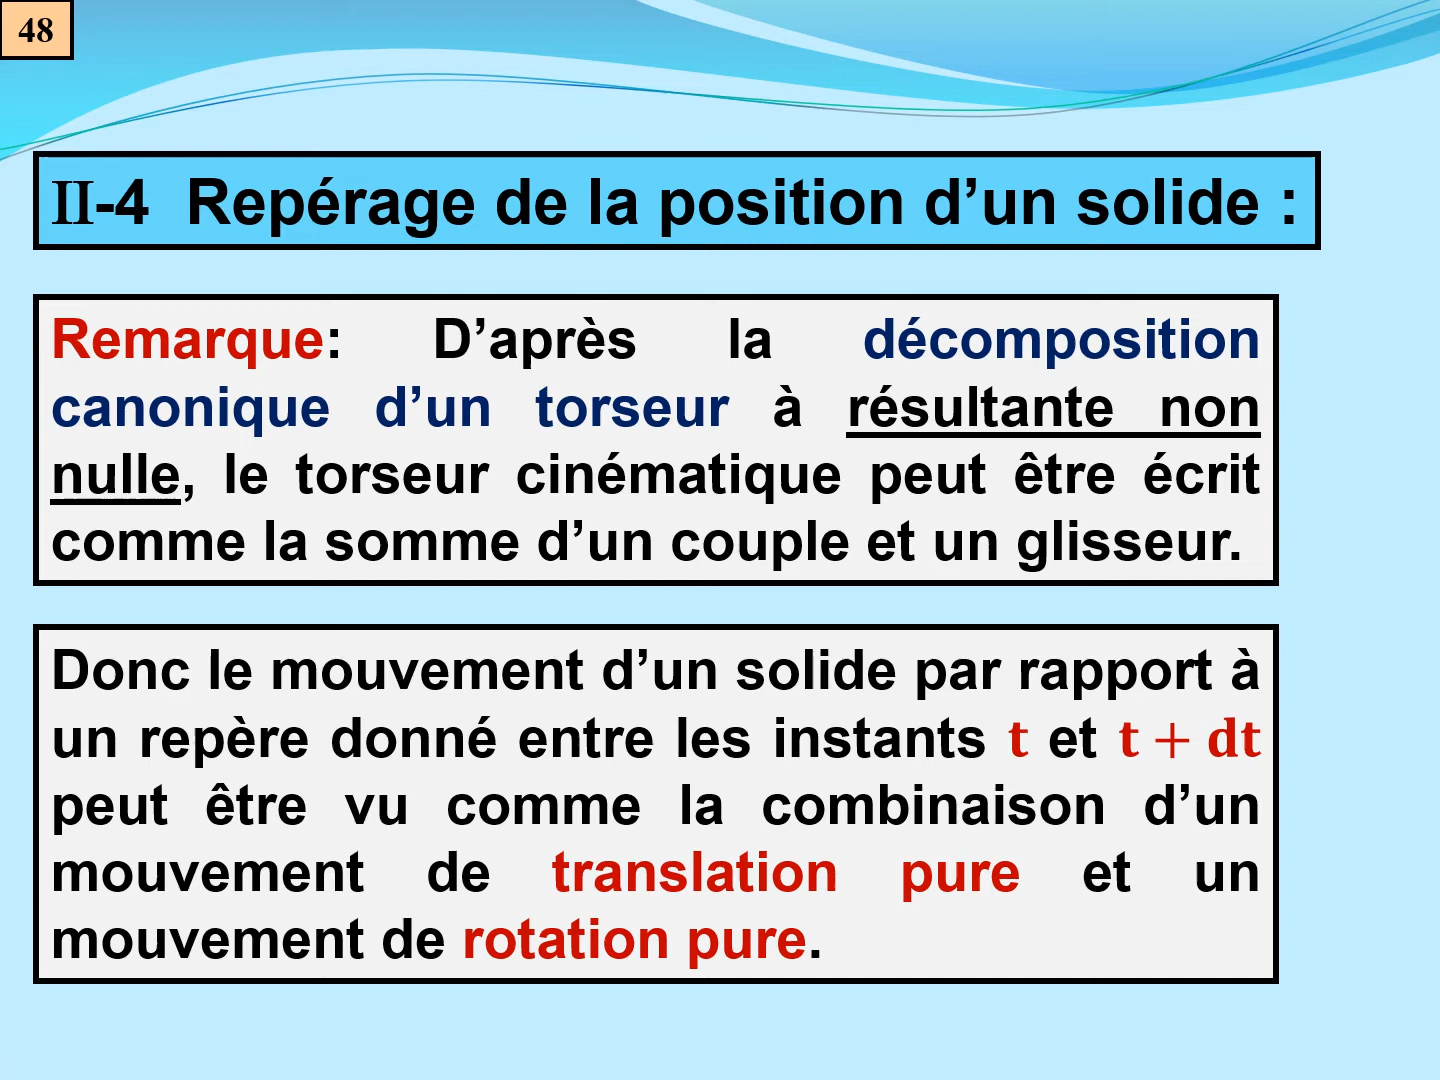 48
II-4 Repérage de la position d’un solide :
Remarque: D’après la décomposition
canonique d’un torseur à résultante non
nulle, le torseur cinématique peut être écrit
comme la somme d’un couple et un glisseur.
Donc le mouvement d’un solide par rapport à
un repère donné entre les instants t et t + dt
peut être vu comme la combinaison d’un
mouvement de translation pure et un
mouvement de rotation pure.